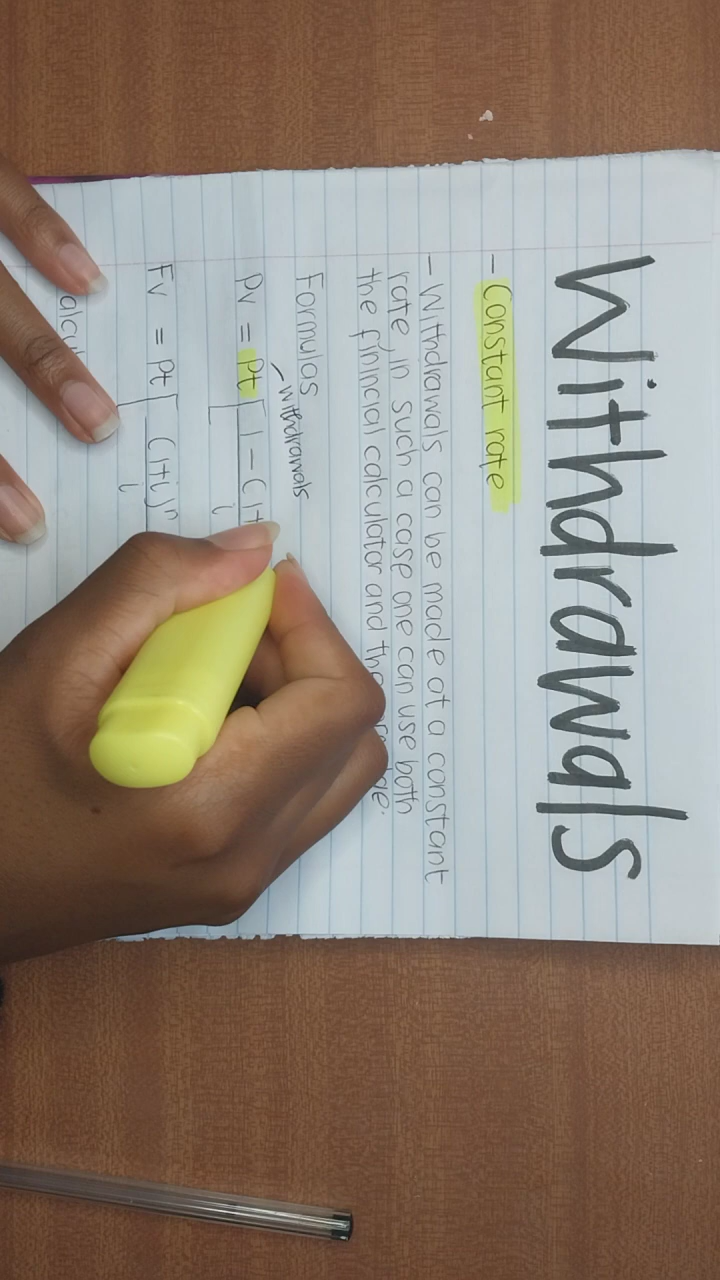 Withdrawals
- Constant rate
- Withdrawals can be made at a constant
rate, in such a case one can use both
the finincial calculator and the
Formulas
withdrawals
Pv = Pt [ 1 - (1+
i
Fv = Pt [ (1+i)ⁿ
i